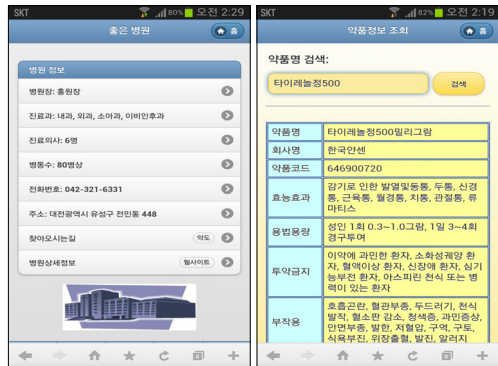 SKT 80% 오전 2:29
좋은 병원
홈
병원 정보
병원장: 홍원장
진료과: 내과, 외과, 소아과, 이비인후과
진료의사: 6명
병동수: 80병상
전화번호: 042-321-6331
주소: 대전광역시 유성구 전민동 448
찾아오시는길 약도
병원상세정보 웹사이트
SKT 82% 오전 2:19
약품정보 조회
홈
약품명 검색:
타이레놀정500 검색
약품명 타이레놀정500밀리그람
회사명 한국얀센
약품코드 646900720
효능효과 감기로 인한 발열및동통, 두통, 신경
통, 근육통, 월경통, 치통, 관절통, 류
마티스
용법용량 성인 1회 0.3~1.0그람, 1일 3~4회
경구투여
투약금지 이약에 과민한 환자, 소화성궤양 환
자, 혈액이상 환자, 신장애 환자, 심기
능부전 환자, 아스피린 천식 또는 병
력이 있는 환자
부작용 호흡곤란, 혈관부종, 두드러기, 천식
발작, 혈소판 감소, 청색증, 과민증상,
안면부종, 발한, 저혈압, 구역, 구토,
식욕부진, 위장출혈, 발진, 알러지